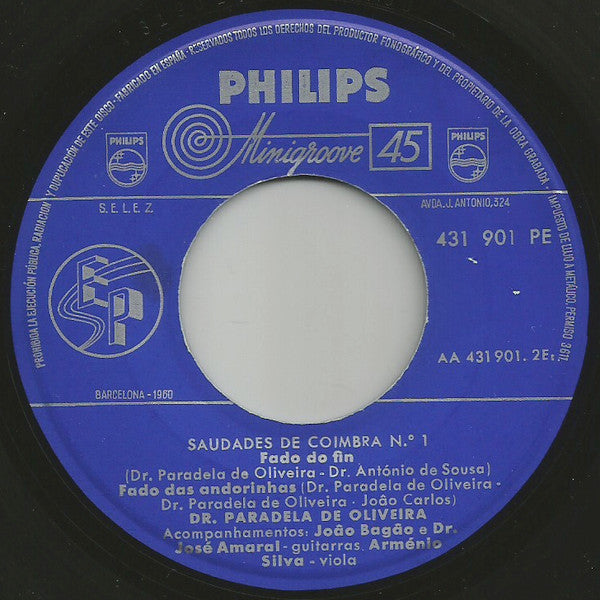 PROHIBIDA LA EJECUCIÓN PÚBLICA, RADIACIÓN Y DUPLICACIÓN DE ESTE DISCO - FABRICADO EN ESPAÑA - RESERVADOS TODOS LOS DERECHOS DEL PRODUCTOR FONOGRÁFICO Y DEL PROPIETARIO DE LA OBRA GRABADA - (IMPUESTO DE LUJO A METÁLICO, PERMISO 3611)
PHILIPS
Minigroove 45
PHILIPS
PHILIPS
S. E. L. E. Z.
AVDA. J. ANTONIO, 324
431 901 PE
EP
AA 431 901. 2E
BARCELONA - 1960
SAUDADES DE COIMBRA N.º 1
Fado do fin
(Dr. Paradela de Oliveira - Dr. António de Sousa)
Fado das andorinhas (Dr. Paradela de Oliveira -
Dr. Paradela de Oliveira - João Carlos)
DR. PARADELA DE OLIVEIRA
Acompanhamentos: João Bagão e Dr.
José Amaral - guitarras, Arménio
Silva - viola